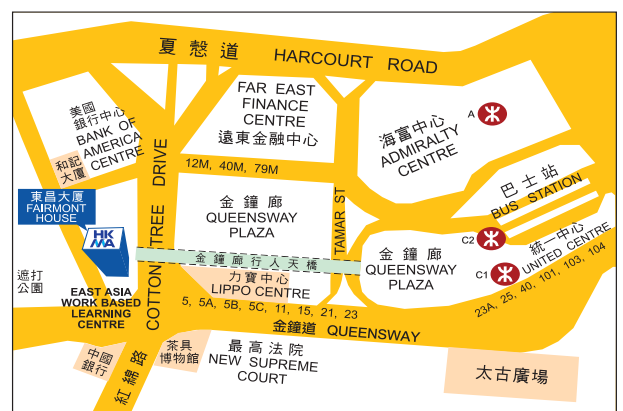 夏慤道 HARCOURT ROAD
美國
銀行中心
BANK OF
AMERICA
CENTRE
和記
大厦
FAR EAST
FINANCE
CENTRE
遠東金融中心
海富中心
ADMIRALTY
CENTRE
A
12M, 40M, 79M
巴士站
BUS STATION
東昌大厦
FAIRMONT
HOUSE
HK
MA
COTTON TREE DRIVE
金鐘廊
QUEENSWAY
PLAZA
TAMAR ST
金鐘廊
QUEENSWAY
PLAZA
C2
C1
統一中心
UNITED CENTRE
23A, 25, 40, 101, 103, 104
金鐘廊行人天橋
遮打
公園
力寶中心
LIPPO CENTRE
EAST ASIA
WORK BASED
LEARNING
CENTRE
5, 5A, 5B, 5C, 11, 15, 21, 23
金鐘道 QUEENSWAY
中國
銀行
紅綿路
茶具
博物館
最高法院
NEW SUPREME
COURT
太古廣場